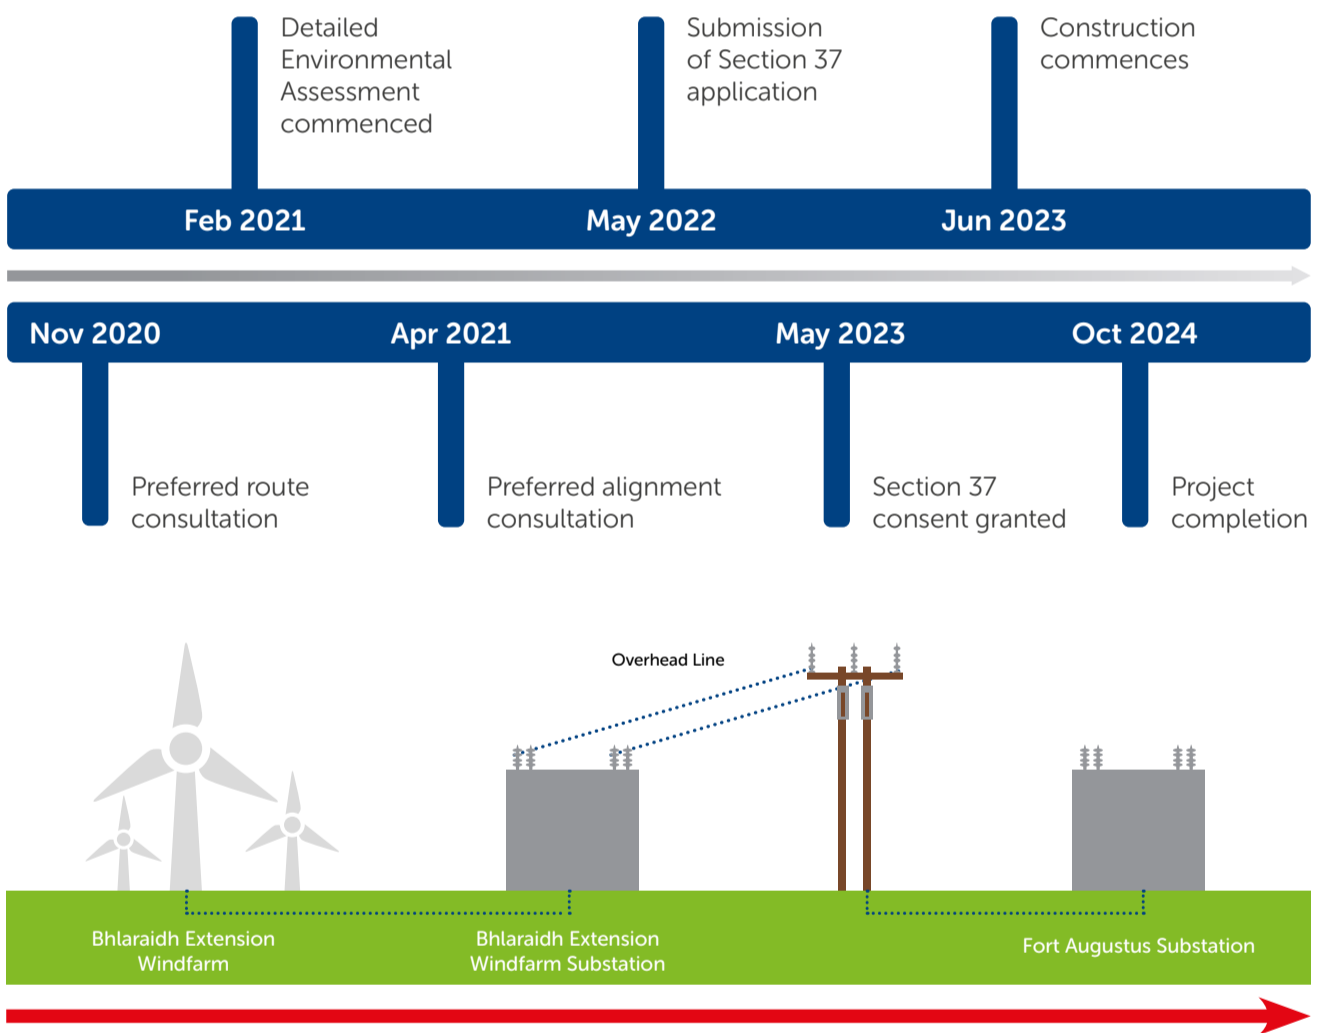 Detailed
Environmental
Assessment
commenced
Submission
of Section 37
application
Construction
commences
Feb 2021
May 2022
Jun 2023
Nov 2020
Apr 2021
May 2023
Oct 2024
Preferred route
consultation
Preferred alignment
consultation
Section 37
consent granted
Project
completion
Overhead Line
Bhlaraidh Extension
Windfarm
Bhlaraidh Extension
Windfarm Substation
Fort Augustus Substation